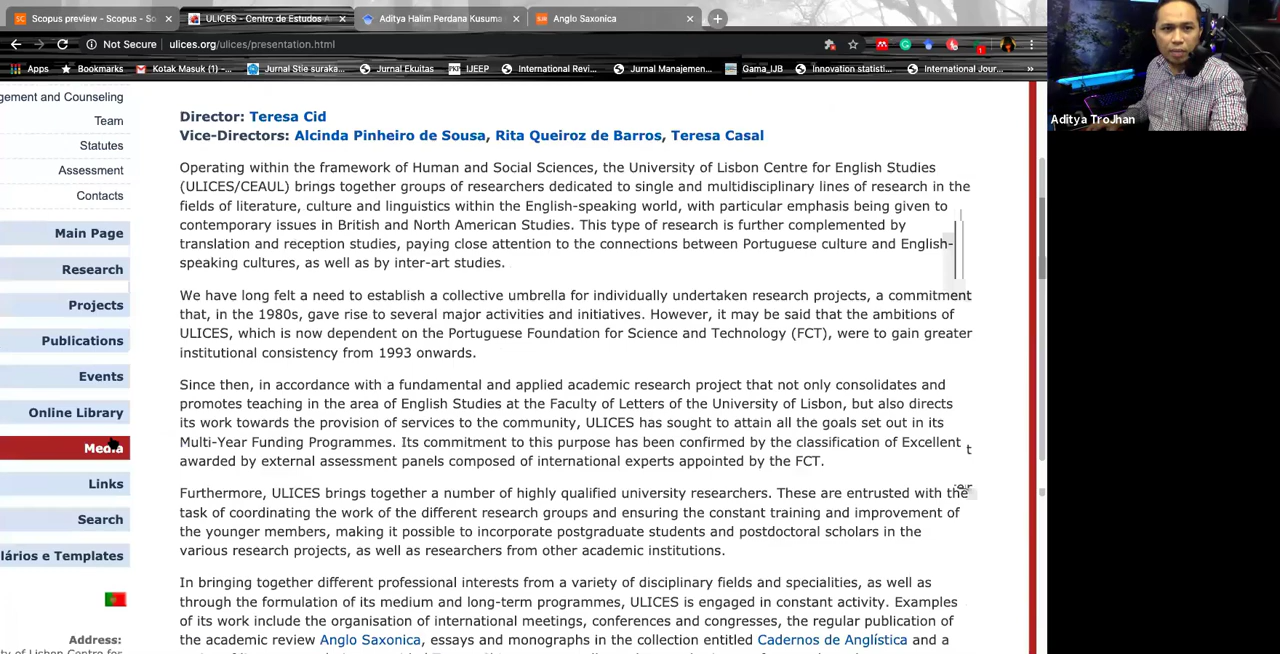 Scopus preview - Scopus - So
ULICES - Centro de Estudos A
Aditya Halim Perdana Kusuma
Anglo Saxonica
Not Secure
ulices.org/ulices/presentation.html
1
Apps
Bookmarks
Kotak Masuk (1) -...
Jurnal Stie suraka...
Jurnal Ekuitas
IJEEP
International Revi...
Jurnal Manajemen...
Gama_IJB
Innovation statisti...
International Jour...
»
Aditya TroJhan
gement and Counseling
Team
Statutes
Assessment
Contacts
Main Page
Research
Projects
Publications
Events
Online Library
Media
Links
Search
lários e Templates
Address:
Director: Teresa Cid
Vice-Directors: Alcinda Pinheiro de Sousa, Rita Queiroz de Barros, Teresa Casal
Operating within the framework of Human and Social Sciences, the University of Lisbon Centre for English Studies
(ULICES/CEAUL) brings together groups of researchers dedicated to single and multidisciplinary lines of research in the
fields of literature, culture and linguistics within the English-speaking world, with particular emphasis being given to
contemporary issues in British and North American Studies. This type of research is further complemented by
translation and reception studies, paying close attention to the connections between Portuguese culture and English-
speaking cultures, as well as by inter-art studies.
We have long felt a need to establish a collective umbrella for individually undertaken research projects, a commitment
that, in the 1980s, gave rise to several major activities and initiatives. However, it may be said that the ambitions of
ULICES, which is now dependent on the Portuguese Foundation for Science and Technology (FCT), were to gain greater
institutional consistency from 1993 onwards.
Since then, in accordance with a fundamental and applied academic research project that not only consolidates and
promotes teaching in the area of English Studies at the Faculty of Letters of the University of Lisbon, but also directs
its work towards the provision of services to the community, ULICES has sought to attain all the goals set out in its
Multi-Year Funding Programmes. Its commitment to this purpose has been confirmed by the classification of Excellent
awarded by external assessment panels composed of international experts appointed by the FCT.
Furthermore, ULICES brings together a number of highly qualified university researchers. These are entrusted with the
task of coordinating the work of the different research groups and ensuring the constant training and improvement of
the younger members, making it possible to incorporate postgraduate students and postdoctoral scholars in the
various research projects, as well as researchers from other academic institutions.
In bringing together different professional interests from a variety of disciplinary fields and specialities, as well as
through the formulation of its medium and long-term programmes, ULICES is engaged in constant activity. Examples
of its work include the organisation of international meetings, conferences and congresses, the regular publication of
the academic review Anglo Saxonica, essays and monographs in the collection entitled Cadernos de Anglística and a